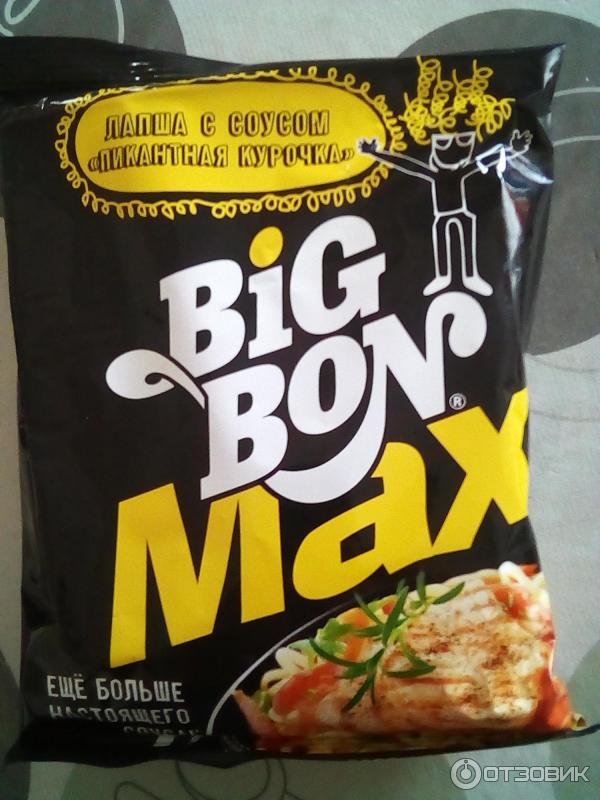 ЛАПША С СОУСОМ
«ПИКАНТНАЯ КУРОЧКА»
BiG
BON®
Max
ЕЩЁ БОЛЬШЕ
НАСТОЯЩЕГО
ОТЗОВИК